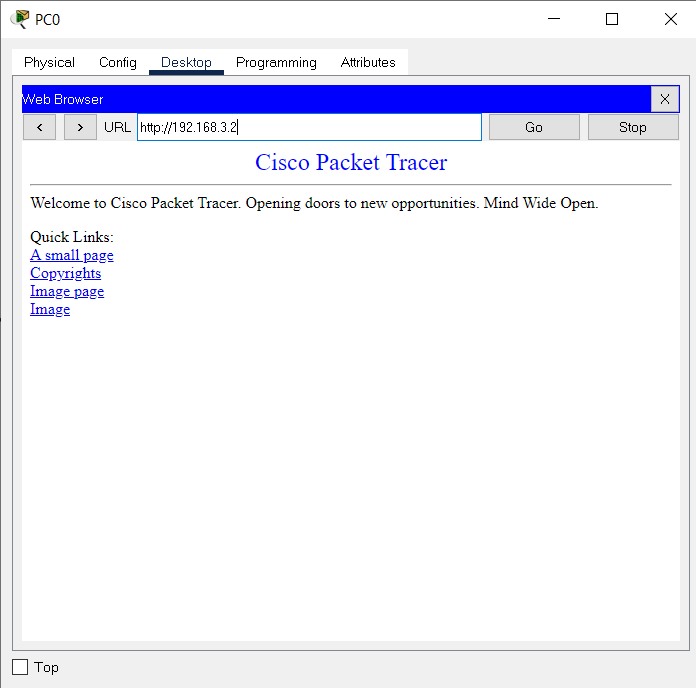 PC0
Physical Config Desktop Programming Attributes
Web Browser X
< > URL http://192.168.3.2 Go Stop
Cisco Packet Tracer
Welcome to Cisco Packet Tracer. Opening doors to new opportunities. Mind Wide Open.
Quick Links:
A small page
Copyrights
Image page
Image
Top